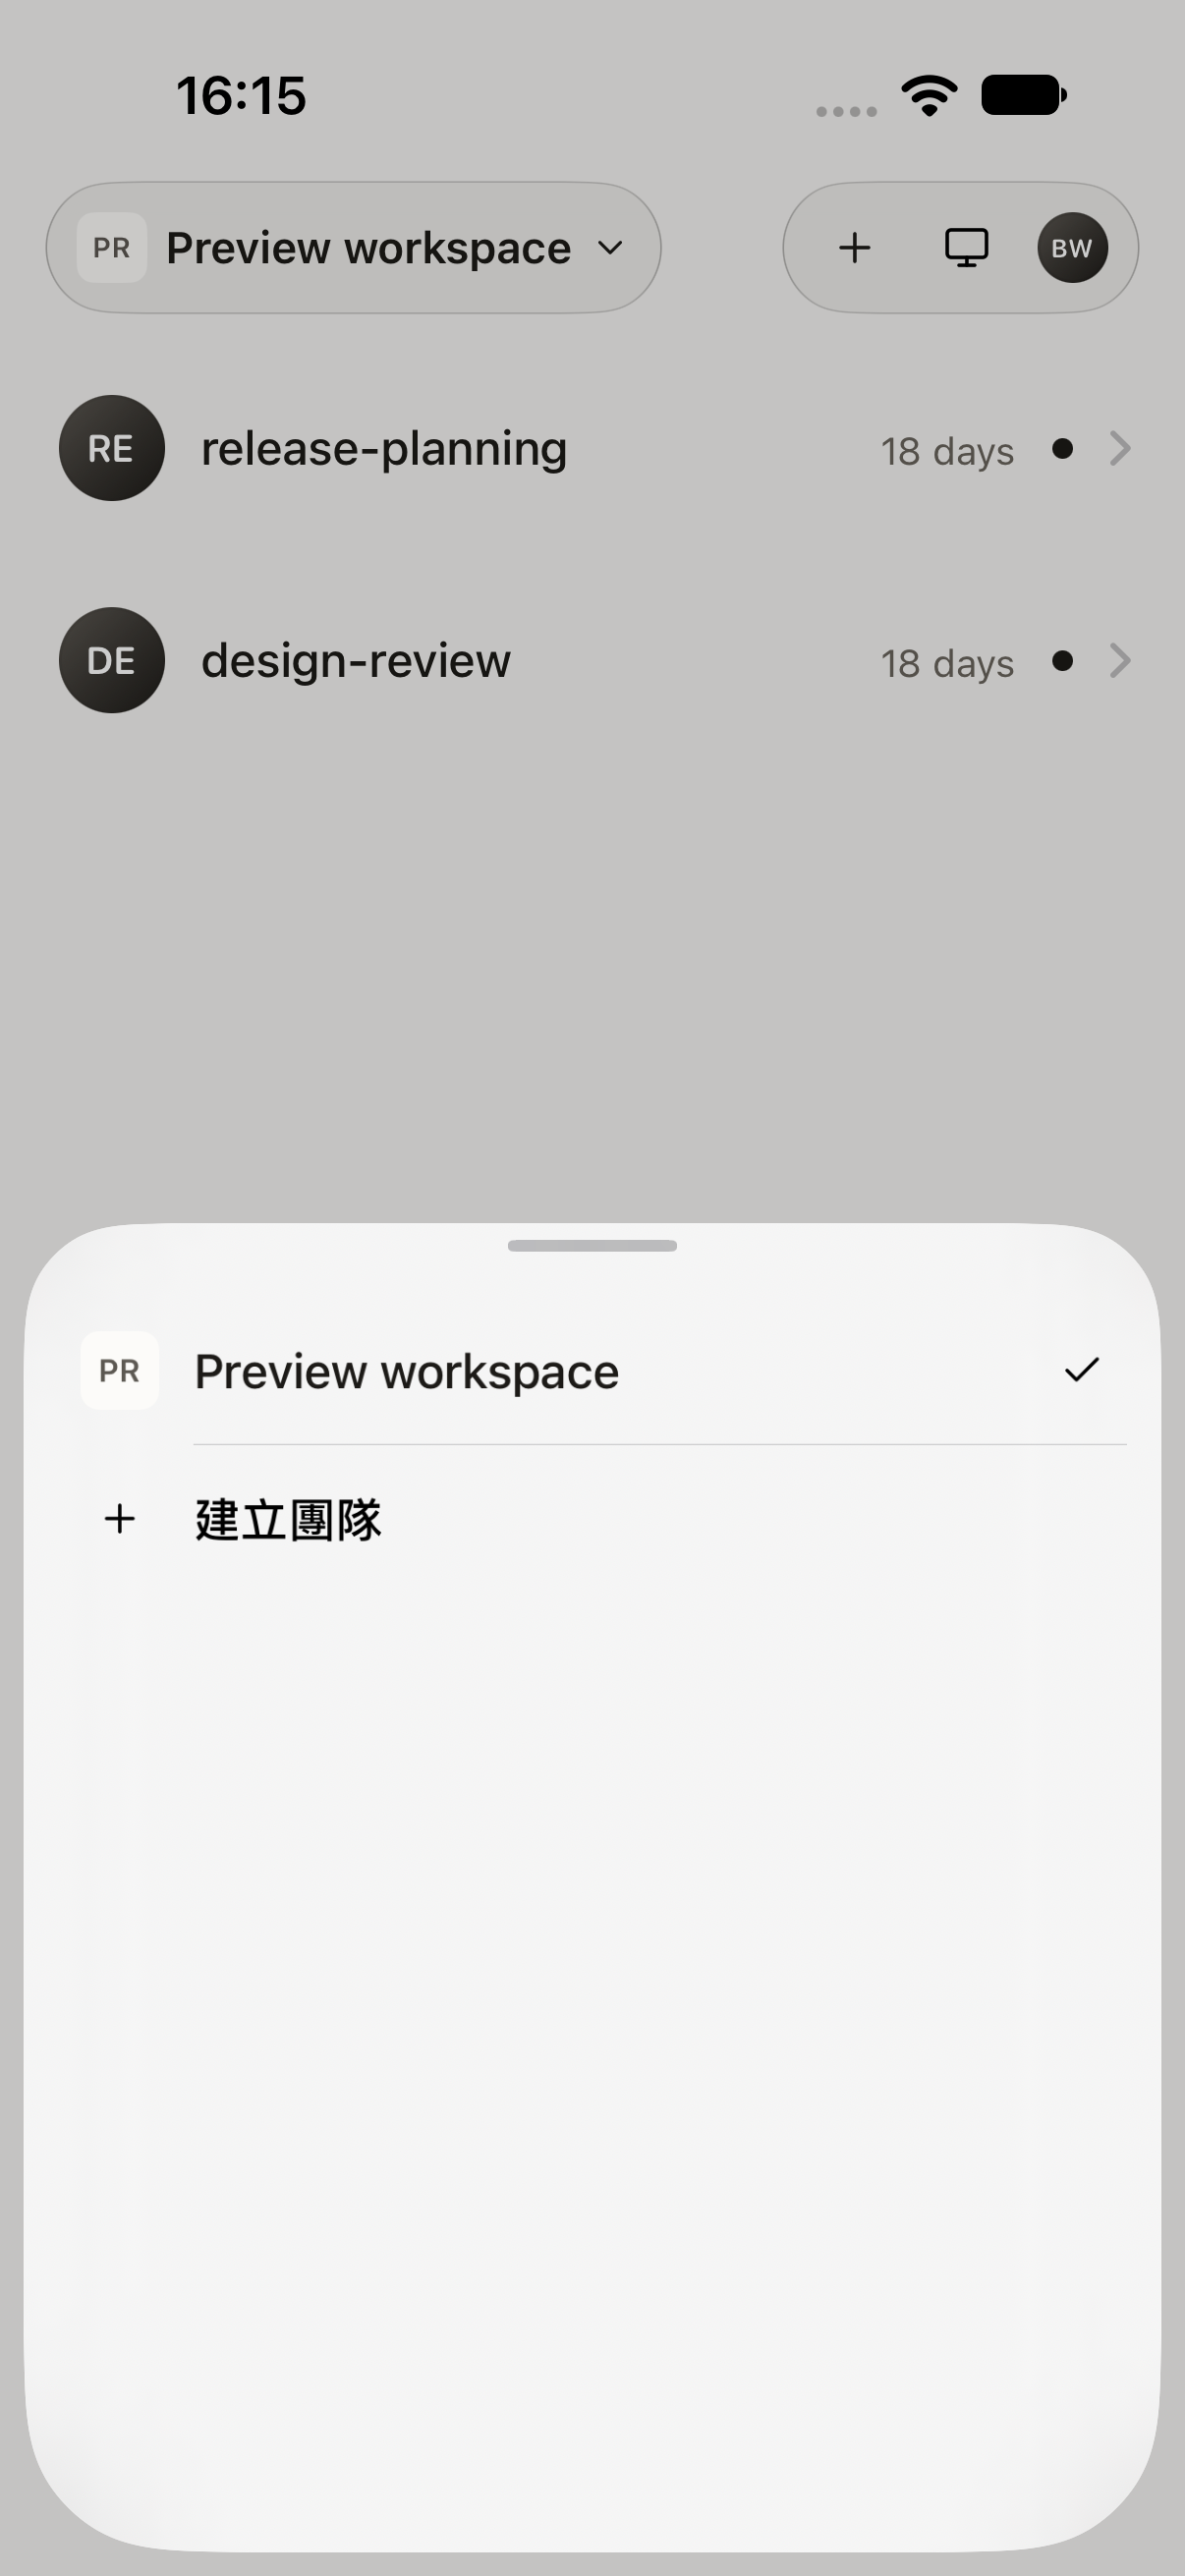 16:15
PR Preview workspace BW
RE release-planning 18 days
DE design-review 18 days
PR Preview workspace
建立團隊